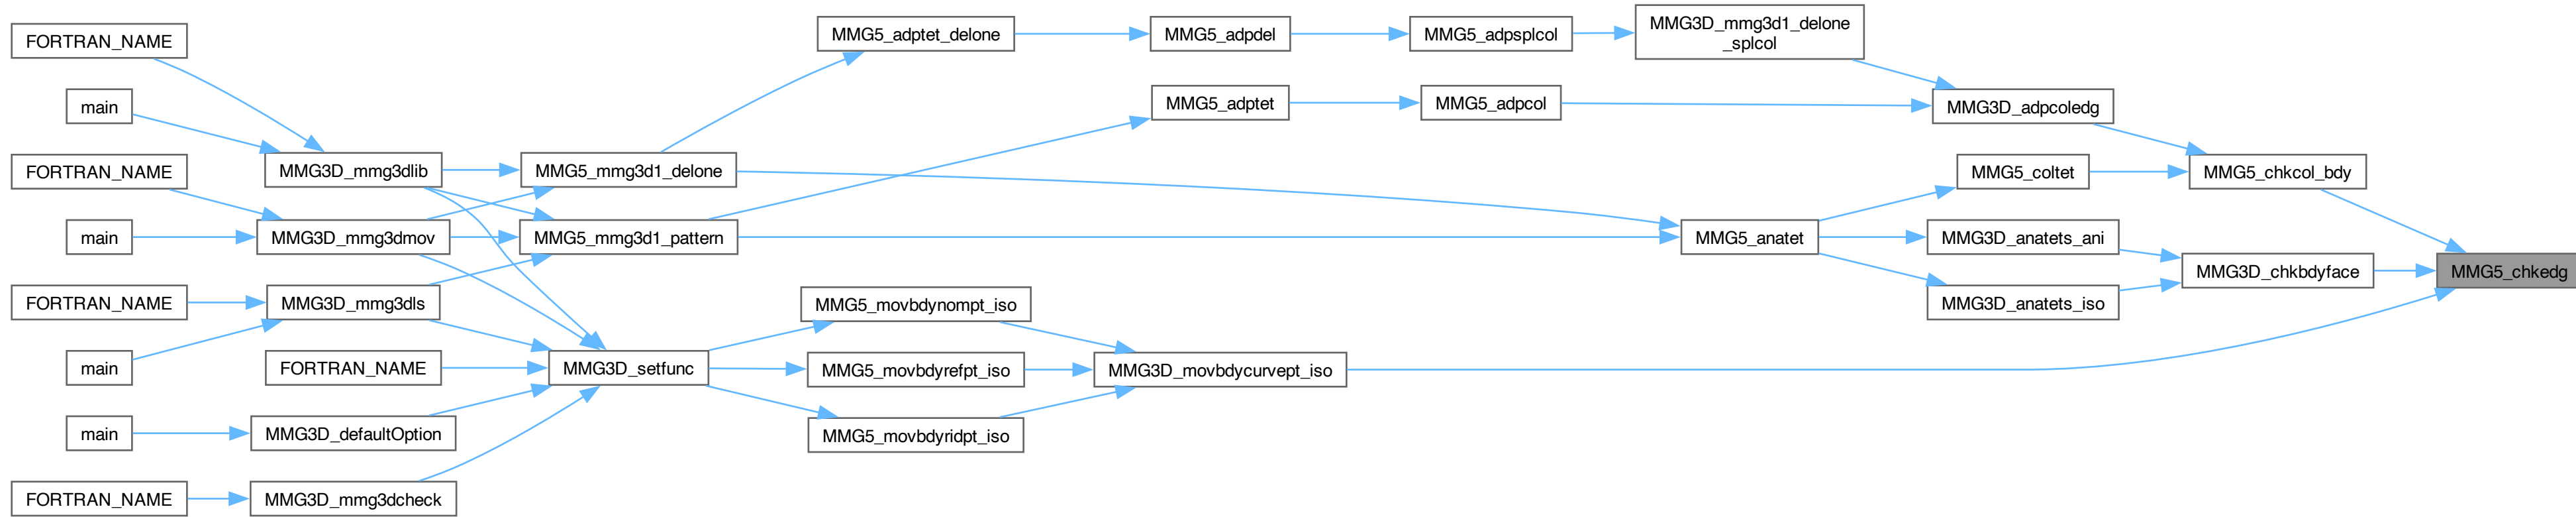 FORTRAN_NAME
main
FORTRAN_NAME
main
FORTRAN_NAME
main
main
FORTRAN_NAME
MMG3D_mmg3dlib
MMG3D_mmg3dmov
MMG3D_mmg3dls
FORTRAN_NAME
MMG3D_defaultOption
MMG3D_mmg3dcheck
MMG5_mmg3d1_delone
MMG5_mmg3d1_pattern
MMG3D_setfunc
MMG5_adptet_delone
MMG5_movbdynompt_iso
MMG5_movbdyrefpt_iso
MMG5_movbdyridpt_iso
MMG5_adpdel
MMG5_adptet
MMG3D_movbdycurvept_iso
MMG5_adpsplcol
MMG5_adpcol
MMG3D_mmg3d1_delone
_splcol
MMG5_anatet
MMG3D_adpcoledg
MMG5_coltet
MMG3D_anatets_ani
MMG3D_anatets_iso
MMG5_chkcol_bdy
MMG3D_chkbdyface
MMG5_chkedg